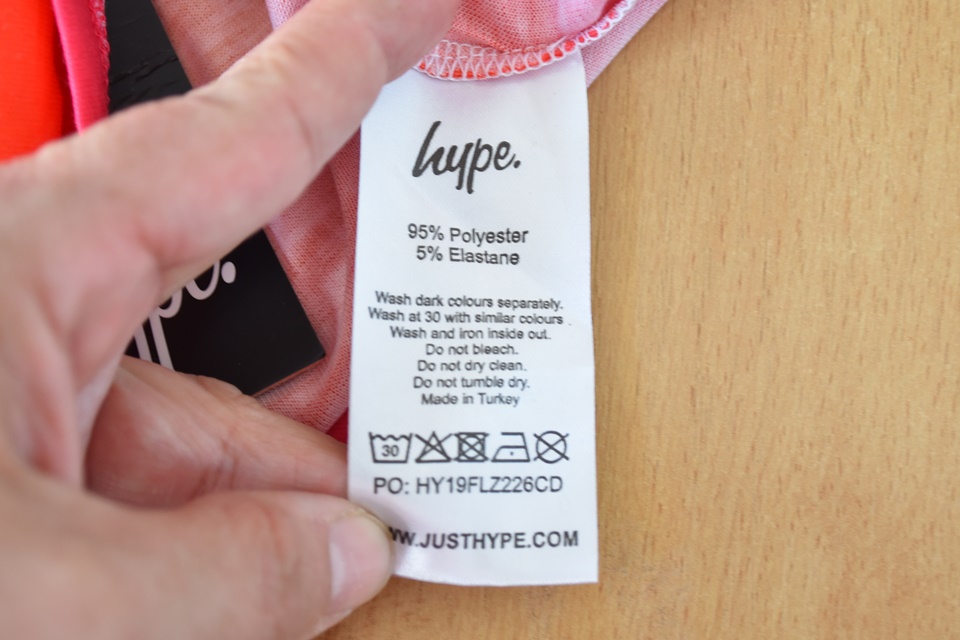 hype.
95% Polyester
5% Elastane
Wash dark colours separately.
Wash at 30 with similar colours .
Wash and iron inside out.
Do not bleach.
Do not dry clean.
Do not tumble dry.
Made in Turkey
30
PO: HY19FLZ226CD
WW.JUSTHYPE.COM
ype.